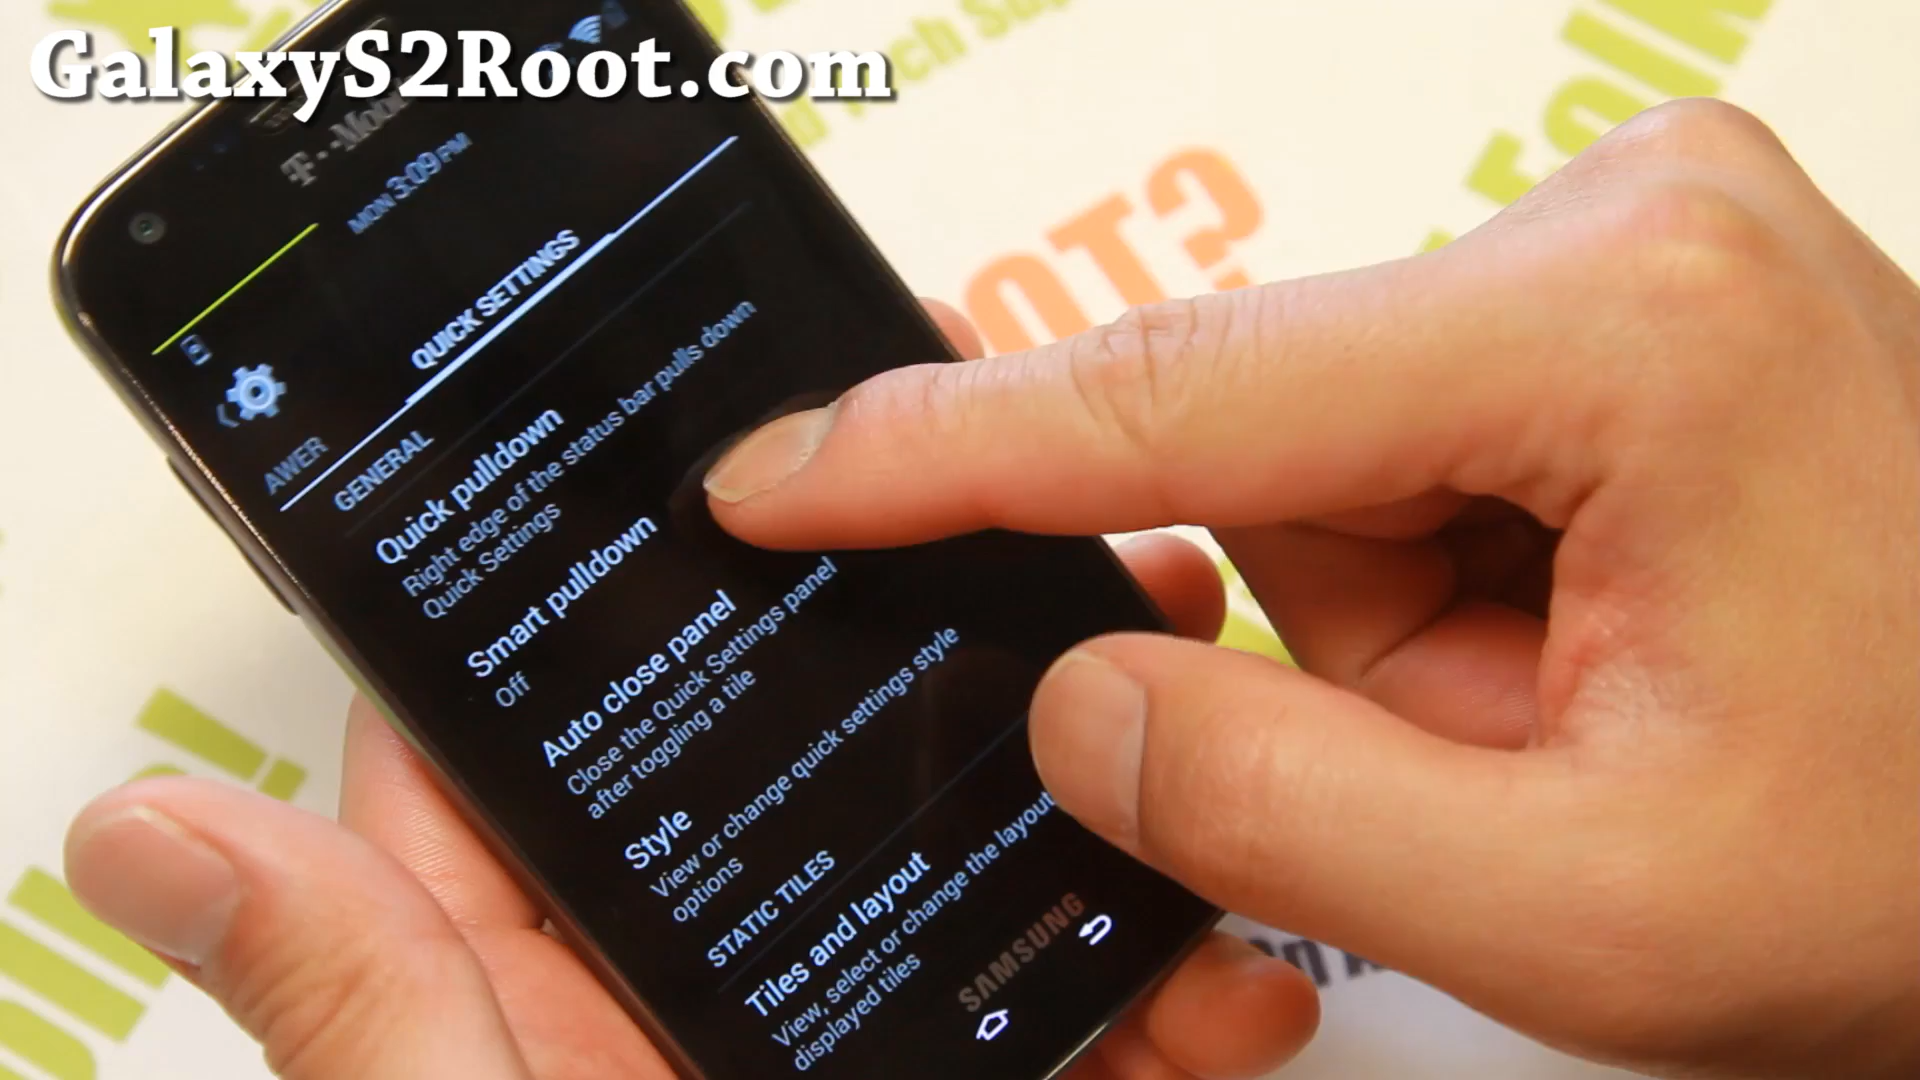 GalaxyS2Root.com
T-Mobile
MON 3:09 PM
QUICK SETTINGS
AWER
GENERAL
Quick pulldown
Right edge of the status bar pulls down
Quick Settings
Smart pulldown
Off
Auto close panel
Close the Quick Settings panel
after toggling a tile
Style
View or change quick settings style
options
STATIC TILES
Tiles and layout
View, select or change the layout
displayed tiles
SAMSUNG
OOT?